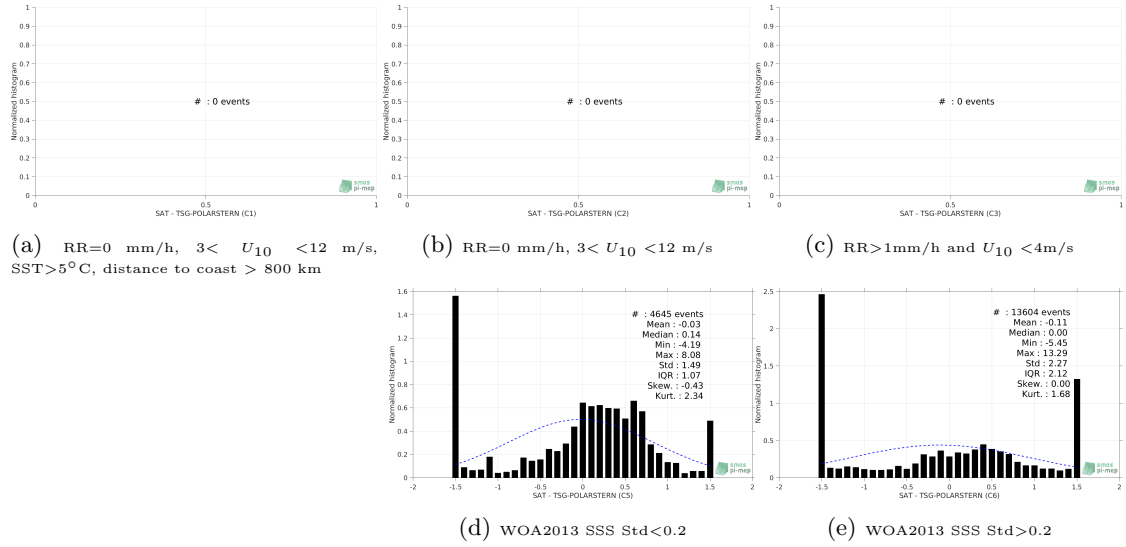 1
0.9
0.8
0.7
0.6
0.5
0.4
0.3
0.2
0.1
0
Normalized histogram
# : 0 events
smos
pi-mep
0 0.5 1
SAT - TSG-POLARSTERN (C1)
1
0.9
0.8
0.7
0.6
0.5
0.4
0.3
0.2
0.1
0
Normalized histogram
# : 0 events
smos
pi-mep
0 0.5 1
SAT - TSG-POLARSTERN (C2)
1
0.9
0.8
0.7
0.6
0.5
0.4
0.3
0.2
0.1
0
Normalized histogram
# : 0 events
smos
pi-mep
0 0.5 1
SAT - TSG-POLARSTERN (C3)
(a) RR=0 mm/h, 3< U10 <12 m/s,
SST>5°C, distance to coast > 800 km
(b) RR=0 mm/h, 3< U10 <12 m/s
(c) RR>1mm/h and U10 <4m/s
1.6
1.4
1.2
1
0.8
0.6
0.4
0.2
0
Normalized histogram
# : 4645 events
Mean : -0.03
Median : 0.14
Min : -4.19
Max : 8.08
Std : 1.49
IQR : 1.07
Skew. : -0.43
Kurt. : 2.34
smos
pi-mep
-2 -1.5 -1 -0.5 0 0.5 1 1.5 2
SAT - TSG-POLARSTERN (C5)
2.5
2
1.5
1
0.5
0
Normalized histogram
# : 13604 events
Mean : -0.11
Median : 0.00
Min : -5.45
Max : 13.29
Std : 2.27
IQR : 2.12
Skew. : 0.00
Kurt. : 1.68
smos
pi-mep
-2 -1.5 -1 -0.5 0 0.5 1 1.5 2
SAT - TSG-POLARSTERN (C6)
(d) WOA2013 SSS Std<0.2
(e) WOA2013 SSS Std>0.2